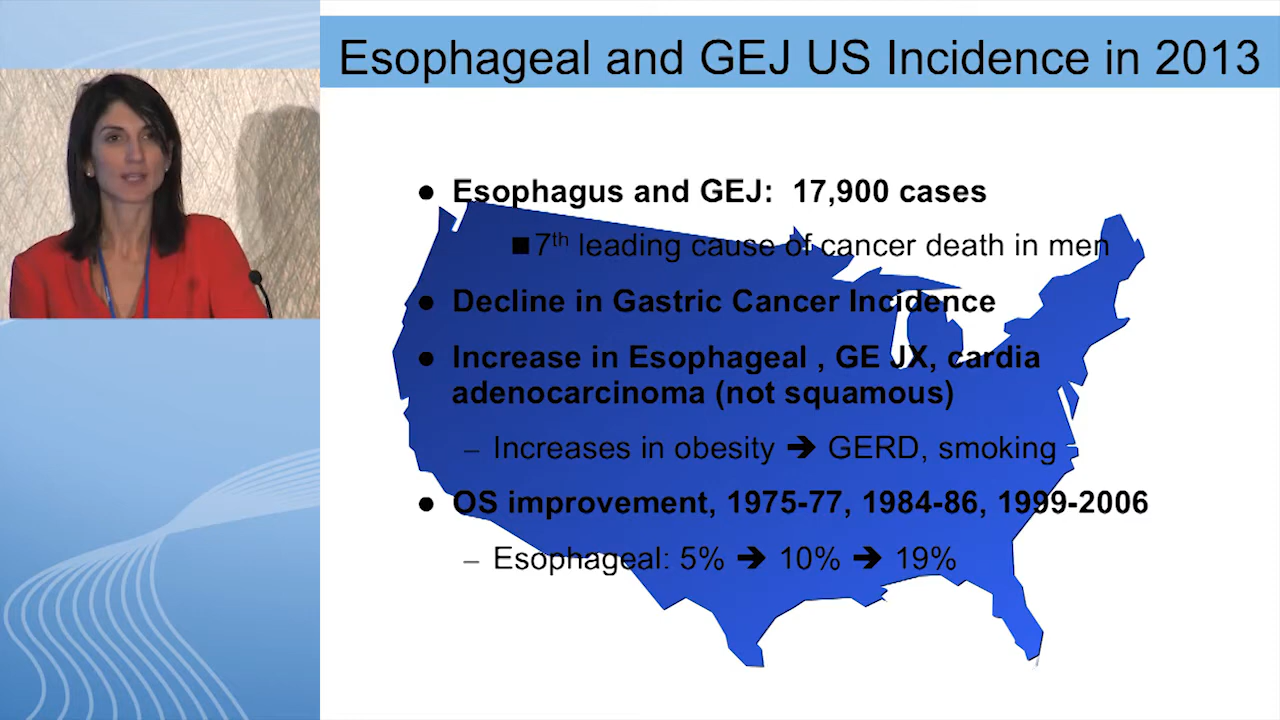 Esophageal and GEJ US Incidence in 2013
● Esophagus and GEJ:  17,900 cases
■ 7th leading cause of cancer death in men
● Decline in Gastric Cancer Incidence
● Increase in Esophageal , GE JX, cardia
adenocarcinoma (not squamous)
– Increases in obesity ➔ GERD, smoking
● OS improvement, 1975-77, 1984-86, 1999-2006
– Esophageal: 5% ➔ 10% ➔ 19%